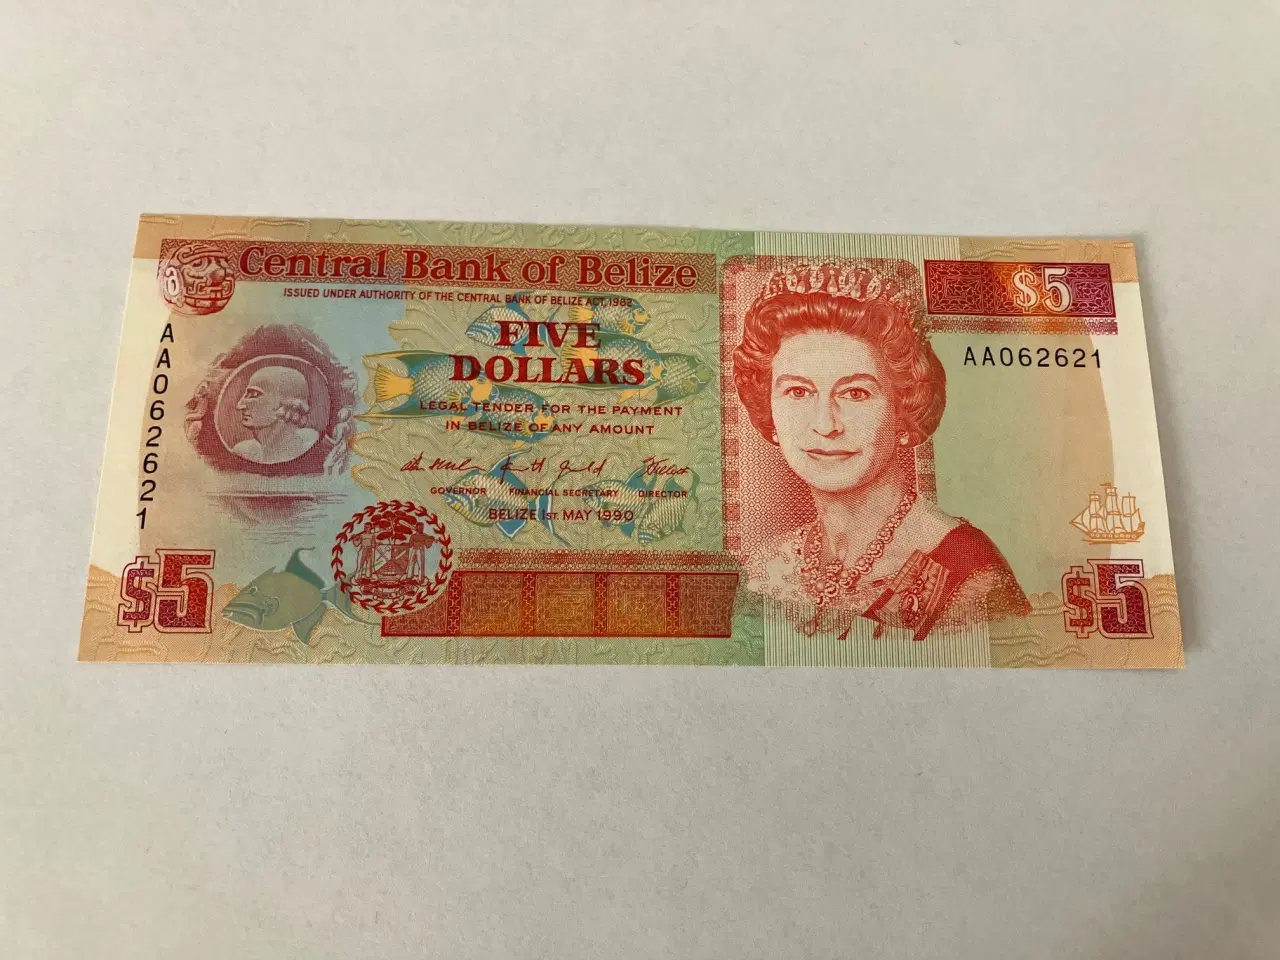 Central Bank of Belize
ISSUED UNDER AUTHORITY OF THE CENTRAL BANK OF BELIZE ACT, 1982
$5
FIVE
DOLLARS
AA062621
AA062621
LEGAL TENDER FOR THE PAYMENT
IN BELIZE OF ANY AMOUNT
GOVERNOR FINANCIAL SECRETARY DIRECTOR
BELIZE 1ST. MAY 1990
$5
$5